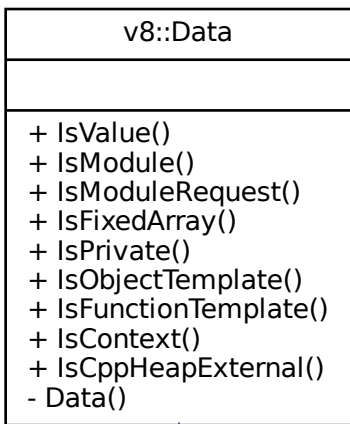 v8::Data
+ IsValue()
+ IsModule()
+ IsModuleRequest()
+ IsFixedArray()
+ IsPrivate()
+ IsObjectTemplate()
+ IsFunctionTemplate()
+ IsContext()
+ IsCppHeapExternal()
- Data()